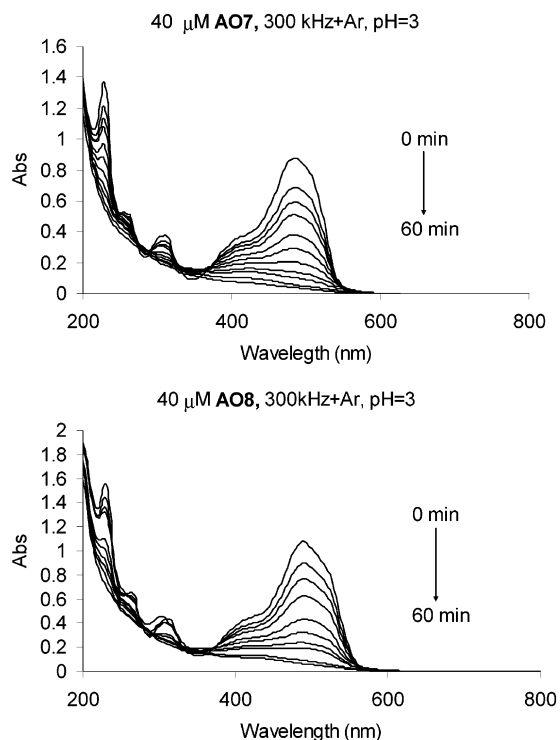 40 μM AO7, 300 kHz+Ar, pH=3
1.6
1.4
1.2
1
0.8
0.6
0.4
0.2
0
Abs
0 min
60 min
200
400
600
800
Wavelegth (nm)
40 μM AO8, 300kHz+Ar, pH=3
2
1.8
1.6
1.4
1.2
1
0.8
0.6
0.4
0.2
0
Abs
0 min
60 min
200
400
600
800
Wavelength (nm)